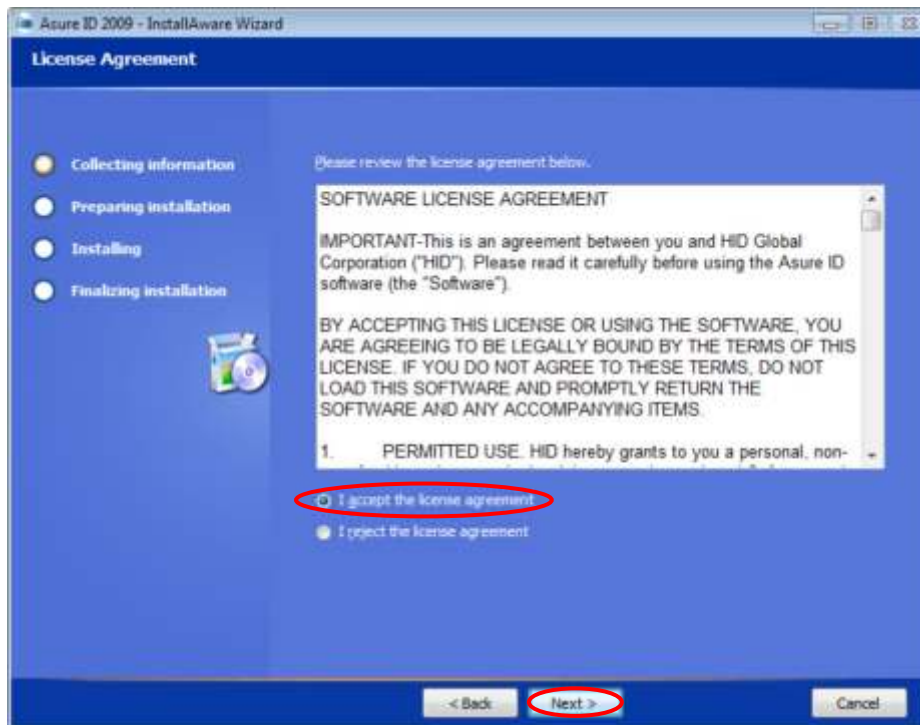 Asure ID 2009 - InstallAware Wizard
License Agreement
Collecting information
Preparing installation
Installing
Finalizing installation
Please review the license agreement below.
SOFTWARE LICENSE AGREEMENT
IMPORTANT-This is an agreement between you and HID Global
Corporation ("HID"). Please read it carefully before using the Asure ID
software (the "Software").
BY ACCEPTING THIS LICENSE OR USING THE SOFTWARE, YOU
ARE AGREEING TO BE LEGALLY BOUND BY THE TERMS OF THIS
LICENSE. IF YOU DO NOT AGREE TO THESE TERMS, DO NOT
LOAD THIS SOFTWARE AND PROMPTLY RETURN THE
SOFTWARE AND ANY ACCOMPANYING ITEMS.
1. PERMITTED USE. HID hereby grants to you a personal, non-
I accept the license agreement
I reject the license agreement
< Back
Next >
Cancel